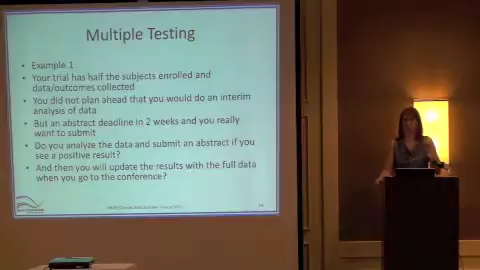 Multiple Testing
• Example 1
• Your trial has half the subjects enrolled and
data/outcomes collected
• You did not plan ahead that you would do an interim
analysis of data
• But an abstract deadline in 2 weeks and you really
want to submit
• Do you analyze the data and submit an abstract if you
see a positive result?
• And then you will update the results with the full data
when you go to the conference?